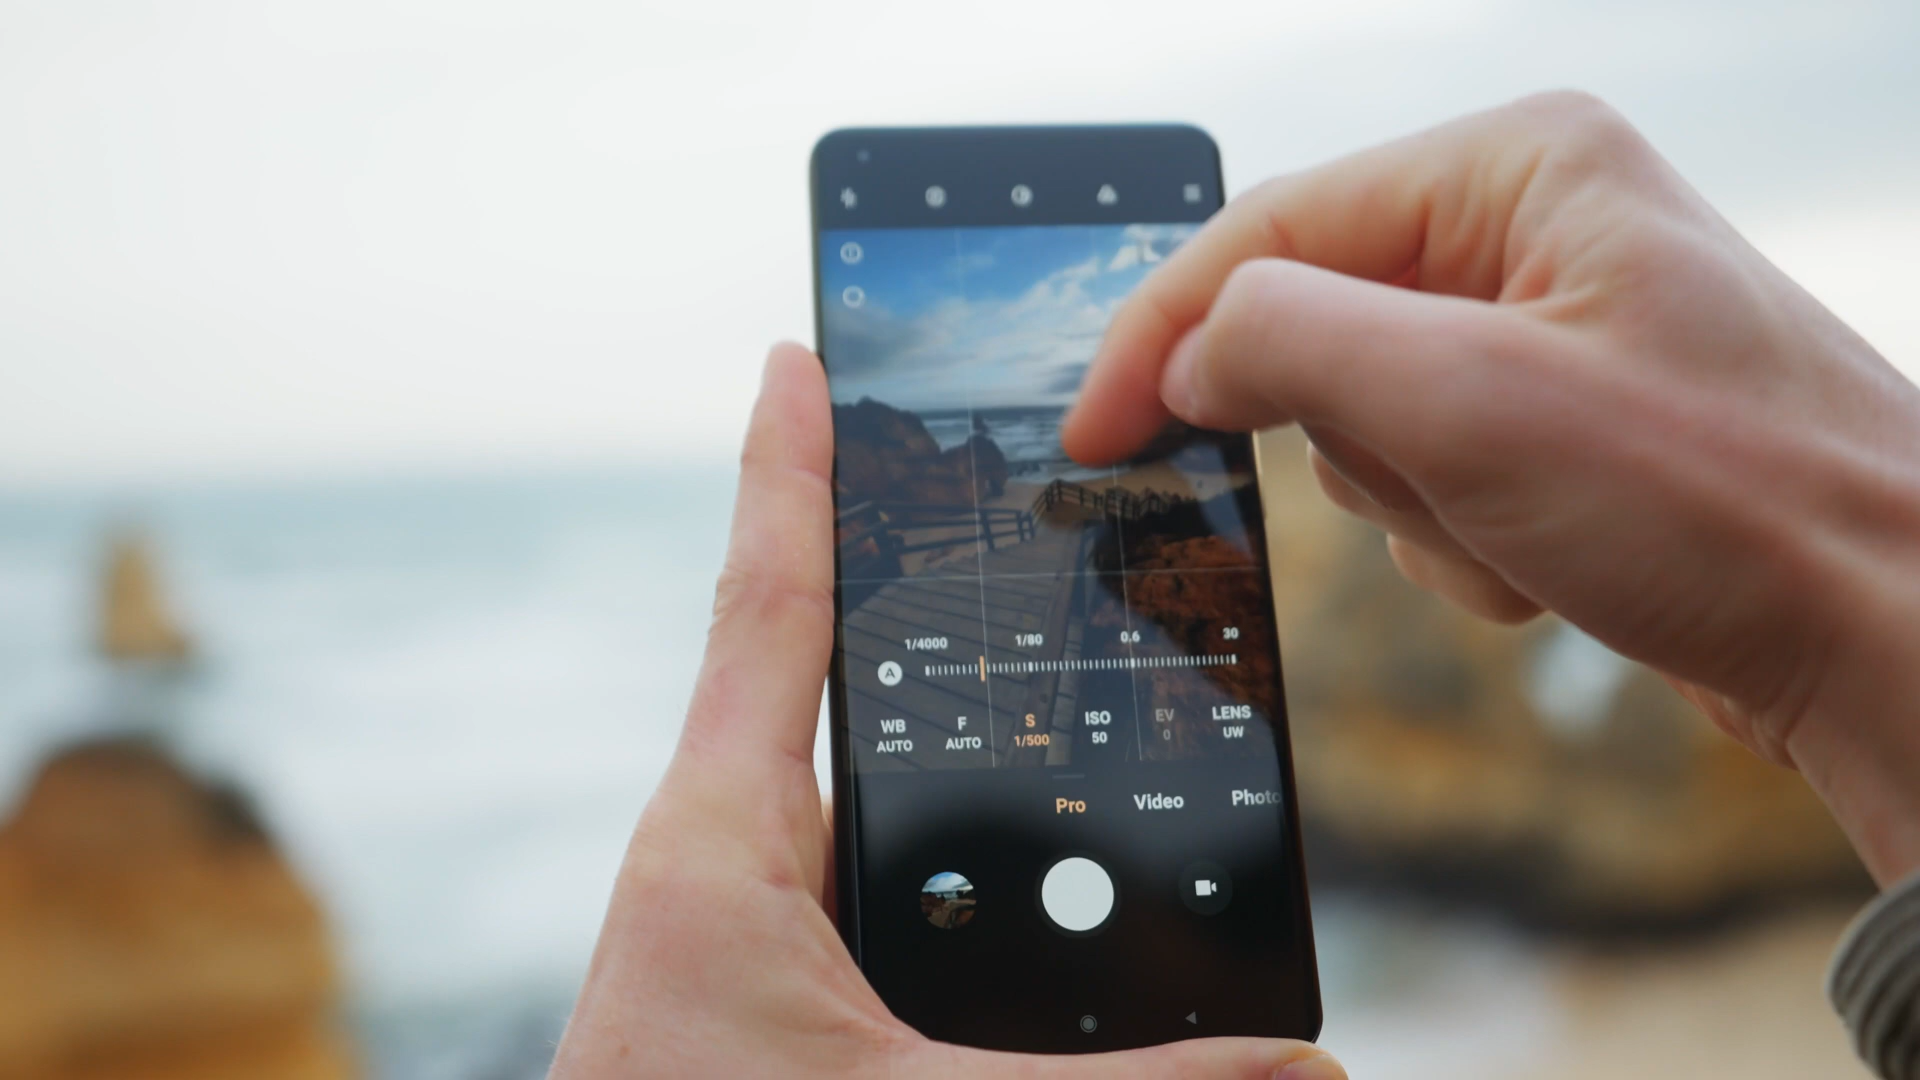 1/4000 1/80 0.6 30
A
WB F S ISO EV LENS
AUTO AUTO 1/500 50 0 UW
Pro Video Photo